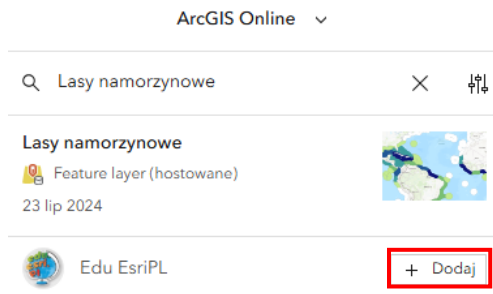 ArcGIS Online
Lasy namorzynowe
Lasy namorzynowe
Feature layer (hostowane)
23 lip 2024
Edu EsriPL
+ Dodaj